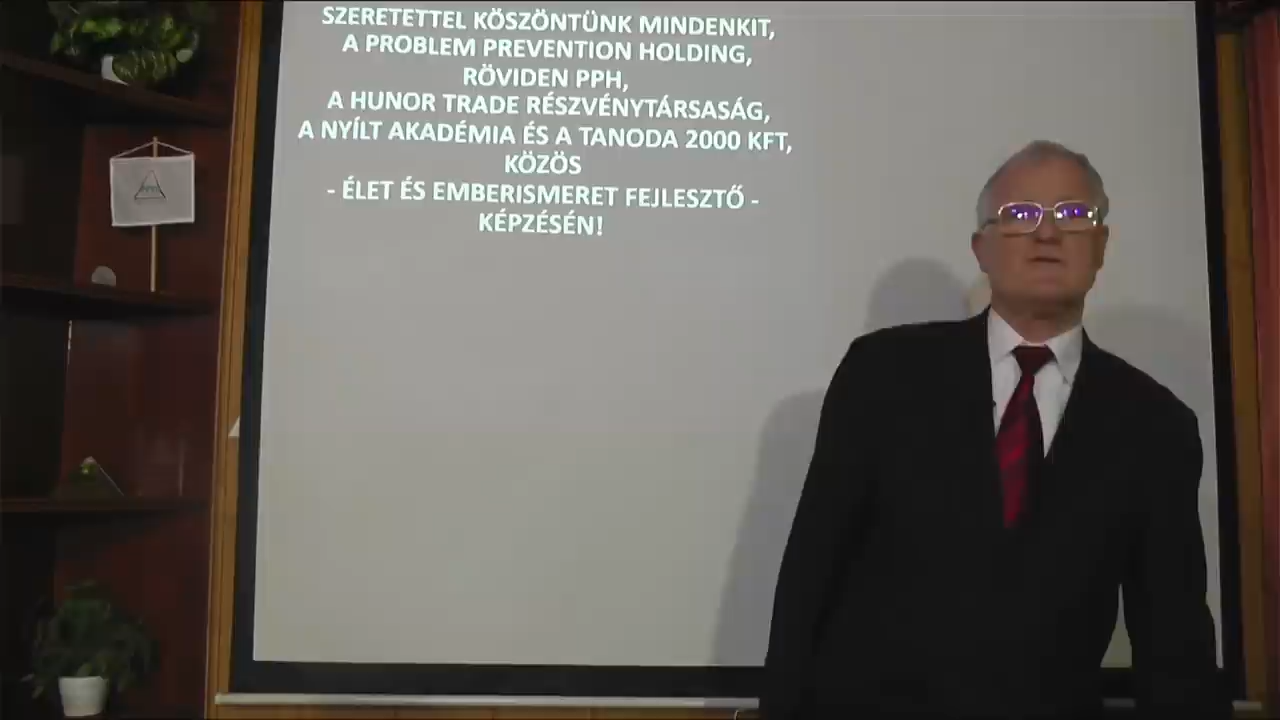 SZERETETTEL KÖSZÖNTÜNK MINDENKIT,
A PROBLEM PREVENTION HOLDING,
RÖVIDEN PPH,
A HUNOR TRADE RÉSZVÉNYTÁRSASÁG,
A NYÍLT AKADÉMIA ÉS A TANODA 2000 KFT,
KÖZÖS
- ÉLET ÉS EMBERISMERET FEJLESZTŐ -
KÉPZÉSÉN!